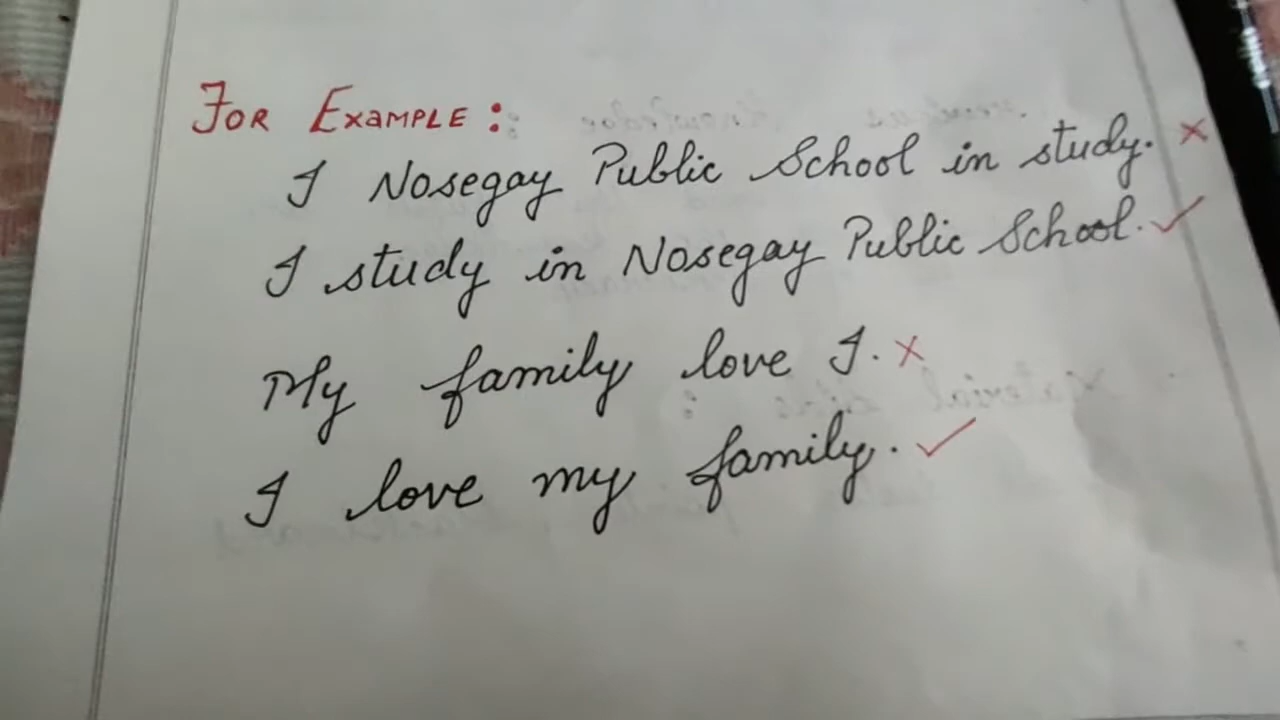 FOR EXAMPLE:
I Nosegay Public School in study. ×
I study in Nosegay Public School. ✓
My family love I. ×
I love my family. ✓